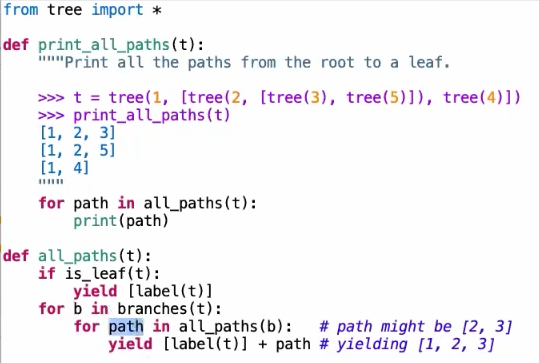 from tree import *
def print_all_paths(t):
    """Print all the paths from the root to a leaf.
    >>> t = tree(1, [tree(2, [tree(3), tree(5)]), tree(4)])
    >>> print_all_paths(t)
    [1, 2, 3]
    [1, 2, 5]
    [1, 4]
    """
    for path in all_paths(t):
        print(path)
def all_paths(t):
    if is_leaf(t):
        yield [label(t)]
    for b in branches(t):
        for path in all_paths(b):   # path might be [2, 3]
            yield [label(t)] + path # yielding [1, 2, 3]